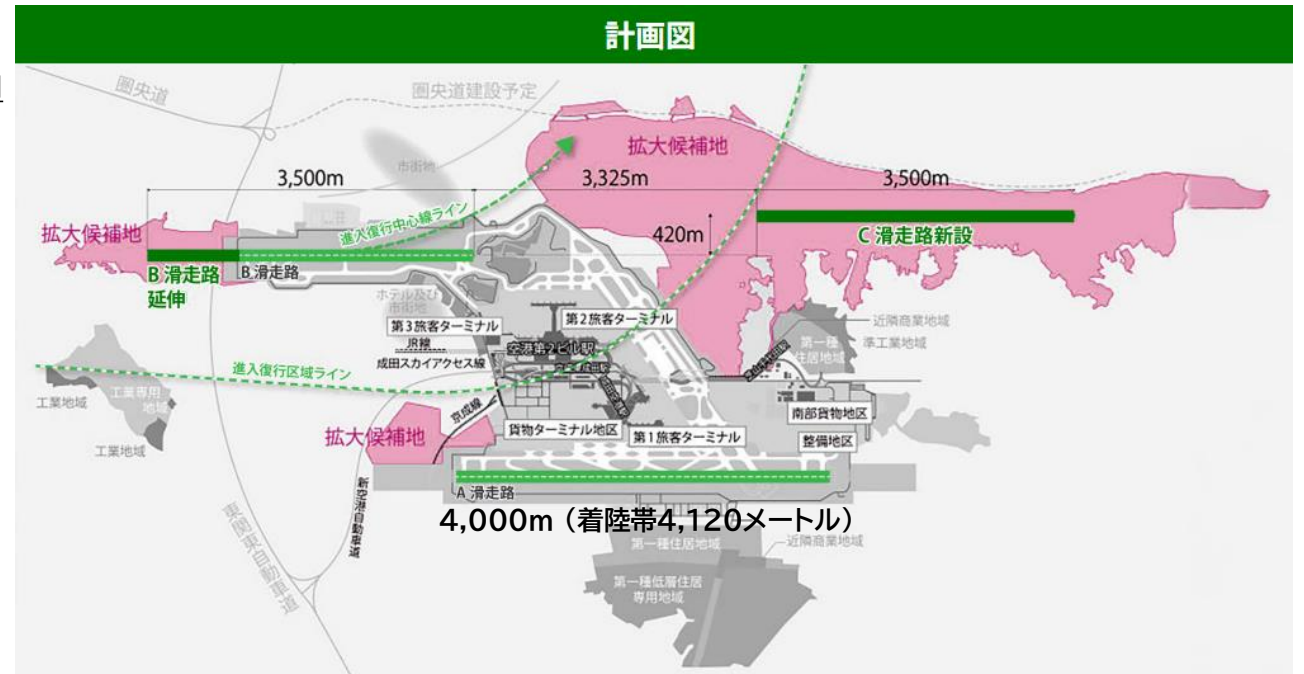 計画図
圏央道
圏央道建設予定
市街地
拡大候補地
3,500m
3,325m
3,500m
進入復行中心線ライン
拡大候補地
420m
C 滑走路新設
B 滑走路
延伸
B 滑走路
ホテル及び
市街地
第3旅客ターミナル
第2旅客ターミナル
JR線
成田スカイアクセス線
空港第2ビル駅
近隣商業地域
準工業地域
第一種
住居地域
進入復行区域ライン
工業地域
工業専用
地域
工業地域
京成線
拡大候補地
貨物ターミナル地区
第1旅客ターミナル
南部貨物地区
整備地区
A 滑走路
4,000m（着陸帯4,120メートル）
新空港自動車道
東関東自動車道
第一種住居地域
近隣商業地域
第一種低層住居
専用地域